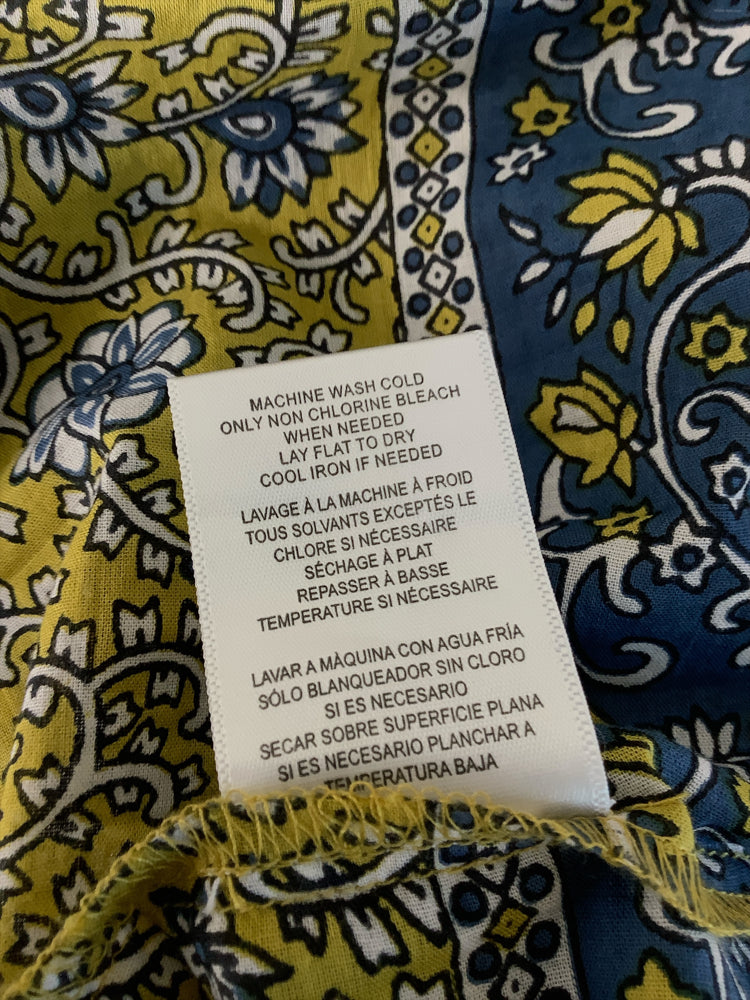 MACHINE WASH COLD
ONLY NON CHLORINE BLEACH
WHEN NEEDED
LAY FLAT TO DRY
COOL IRON IF NEEDED
LAVAGE À LA MACHINE À FROID
TOUS SOLVANTS EXCEPTÉS LE
CHLORE SI NÉCESSAIRE
SÉCHAGE À PLAT
REPASSER À BASSE
TEMPERATURE SI NÉCESSAIRE
LAVAR A MÀQUINA CON AGUA FRÍA
SÓLO BLANQUEADOR SIN CLORO
SI ES NECESARIO
SECAR SOBRE SUPERFICIE PLANA
SI ES NECESARIO PLANCHAR A
TEMPERATURA BAJA